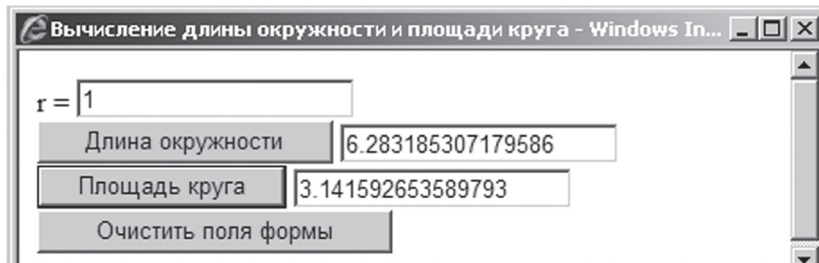 Вычисление длины окружности и площади круга - Windows In...
r = 1
Длина окружности 6.283185307179586
Площадь круга 3.141592653589793
Очистить поля формы